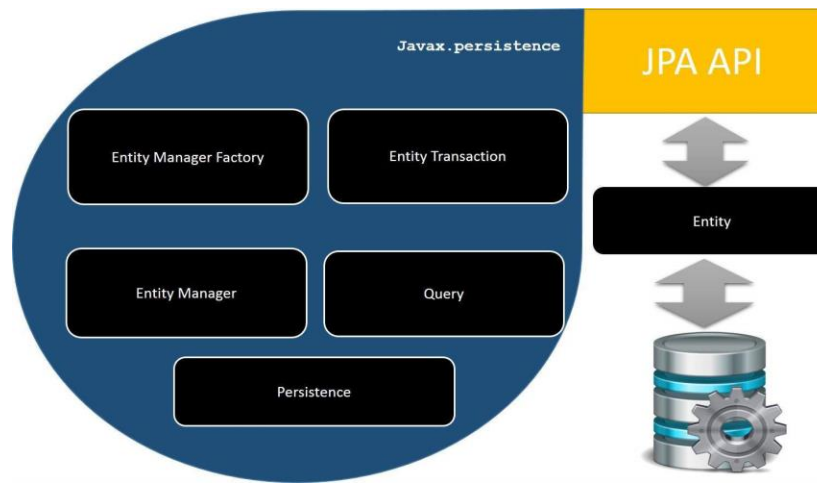 Javax.persistence
JPA API
Entity Manager Factory
Entity Transaction
Entity
Entity Manager
Query
Persistence